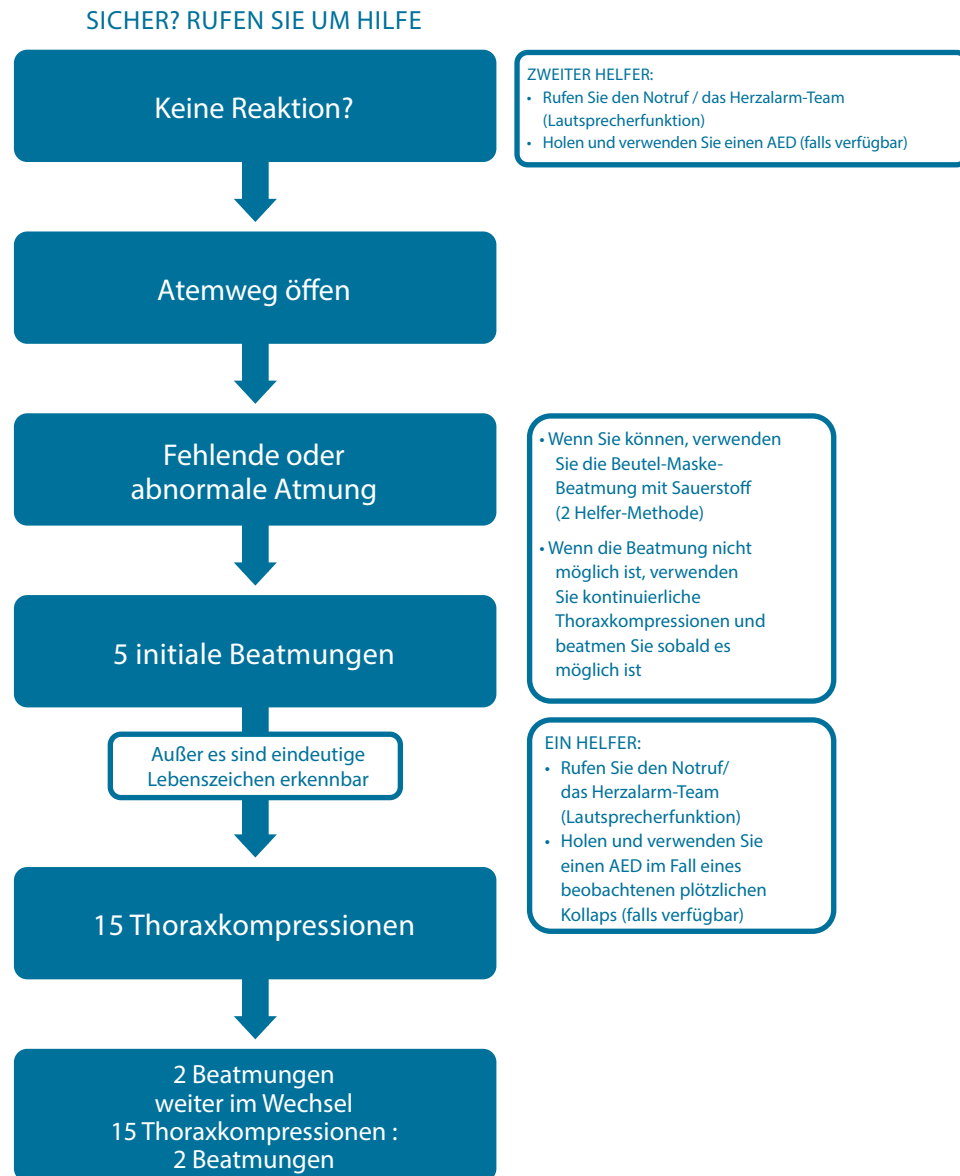 SICHER? RUFEN SIE UM HILFE
Keine Reaktion?
ZWEITER HELFER:
• Rufen Sie den Notruf / das Herzalarm-Team
(Lautsprecherfunktion)
• Holen und verwenden Sie einen AED (falls verfügbar)
Atemweg öffen
Fehlende oder
abnormale Atmung
• Wenn Sie können, verwenden
Sie die Beutel-Maske-
Beatmung mit Sauerstoff
(2 Helfer-Methode)
• Wenn die Beatmung nicht
möglich ist, verwenden
Sie kontinuierliche
Thoraxkompressionen und
beatmen Sie sobald es
möglich ist
5 initiale Beatmungen
Außer es sind eindeutige
Lebenszeichen erkennbar
EIN HELFER:
• Rufen Sie den Notruf/
das Herzalarm-Team
(Lautsprecherfunktion)
• Holen und verwenden Sie
einen AED im Fall eines
beobachtenen plötzlichen
Kollaps (falls verfügbar)
15 Thoraxkompressionen
2 Beatmungen
weiter im Wechsel
15 Thoraxkompressionen :
2 Beatmungen